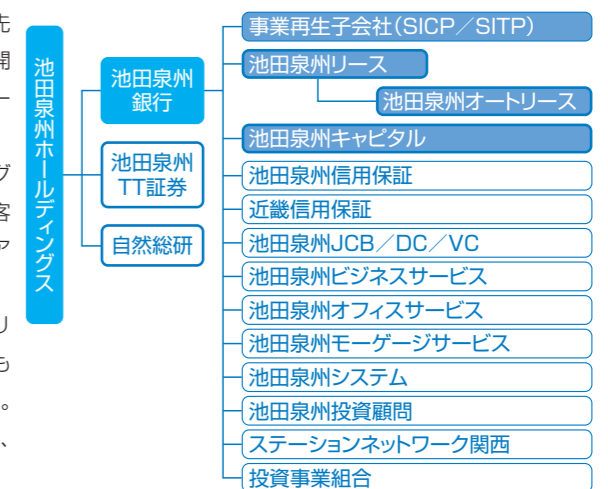 先
開
ー
グ
客
ア
リ
も
。
、
池田泉州ホールディングス
池田泉州
銀行
池田泉州
TT証券
自然総研
事業再生子会社(SICP／SITP)
池田泉州リース
池田泉州オートリース
池田泉州キャピタル
池田泉州信用保証
近畿信用保証
池田泉州JCB／DC／VC
池田泉州ビジネスサービス
池田泉州オフィスサービス
池田泉州モーゲージサービス
池田泉州システム
池田泉州投資顧問
ステーションネットワーク関西
投資事業組合